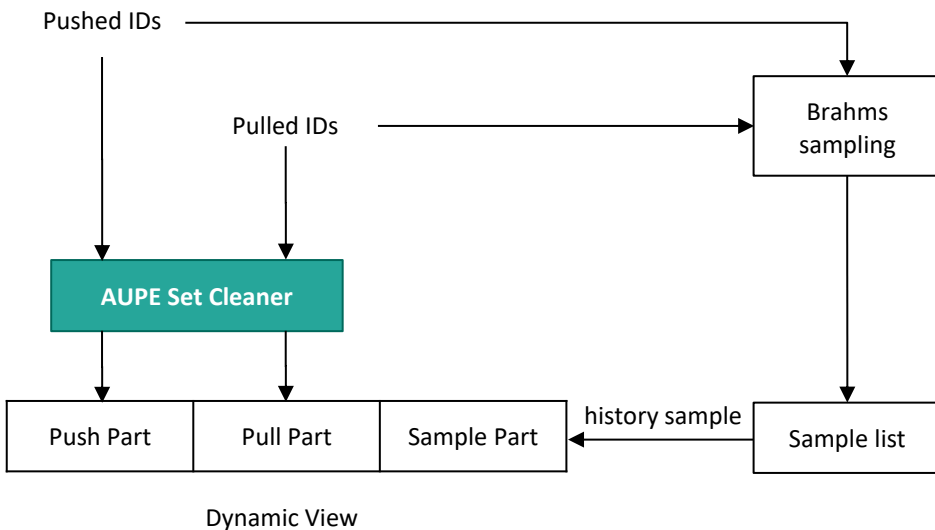 Pushed IDs
Pulled IDs
Brahms
sampling
AUPE Set Cleaner
Push Part
Pull Part
Sample Part
history sample
Sample list
Dynamic View